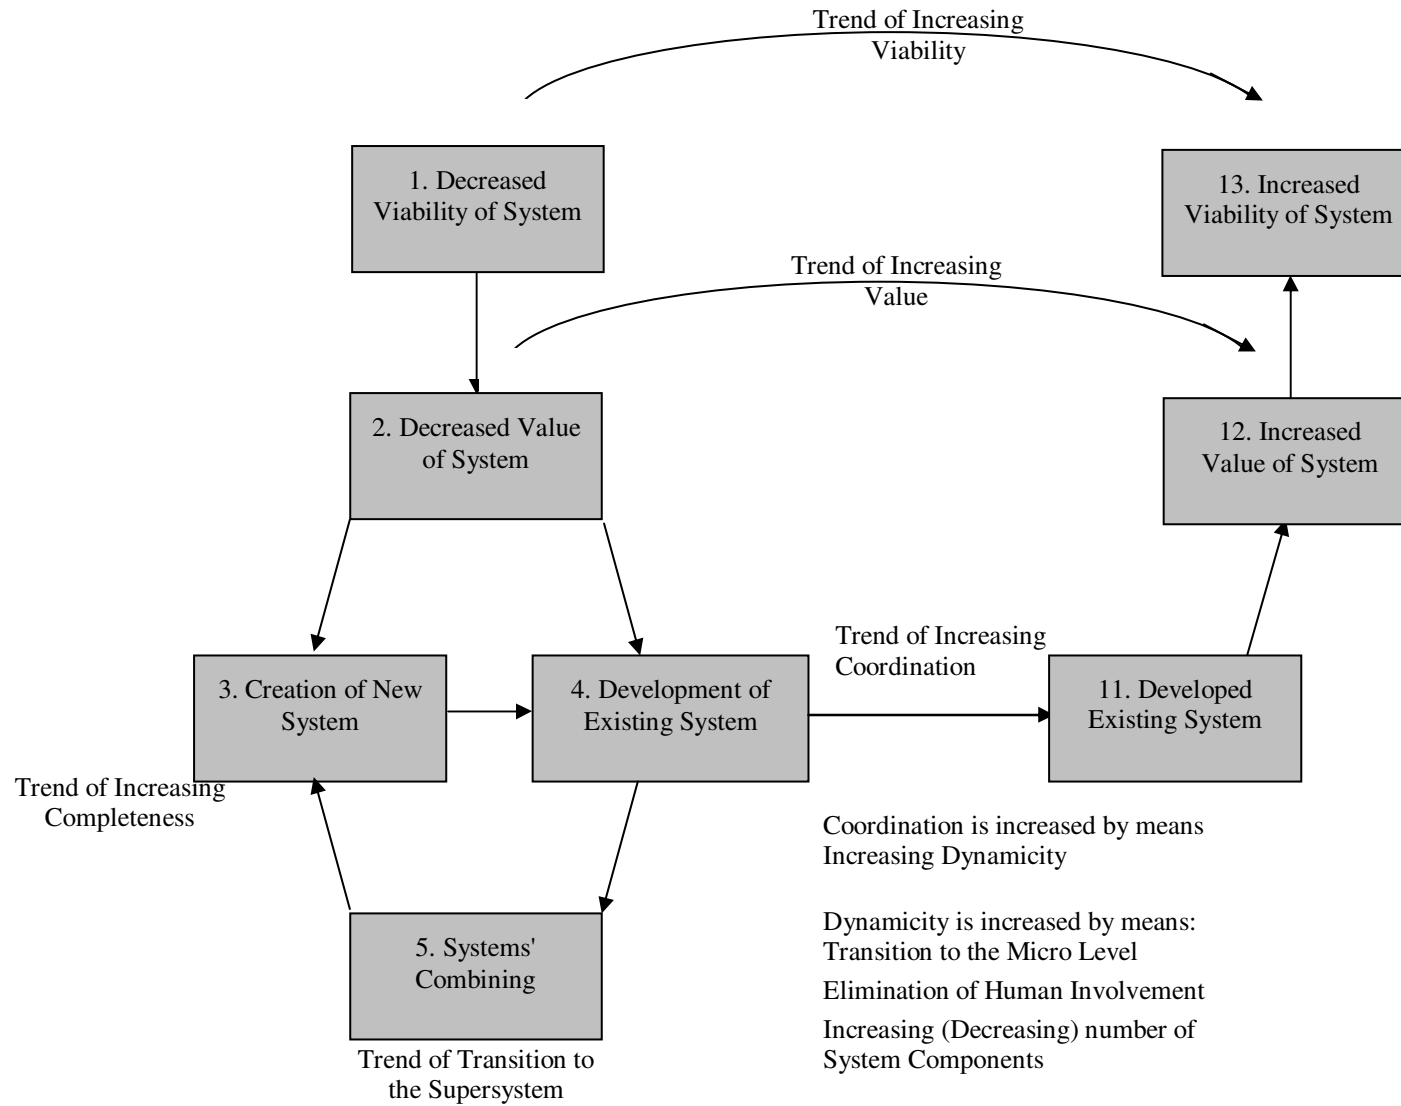 Trend of Increasing
Viability
1. Decreased
Viability of System
13. Increased
Viability of System
Trend of Increasing
Value
2. Decreased Value
of System
12. Increased
Value of System
Trend of Increasing
Coordination
3. Creation of New
System
4. Development of
Existing System
11. Developed
Existing System
Trend of Increasing
Completeness
Coordination is increased by means
Increasing Dynamicity
5. Systems'
Combining
Dynamicity is increased by means:
Transition to the Micro Level
Elimination of Human Involvement
Increasing (Decreasing) number of
System Components
Trend of Transition to
the Supersystem